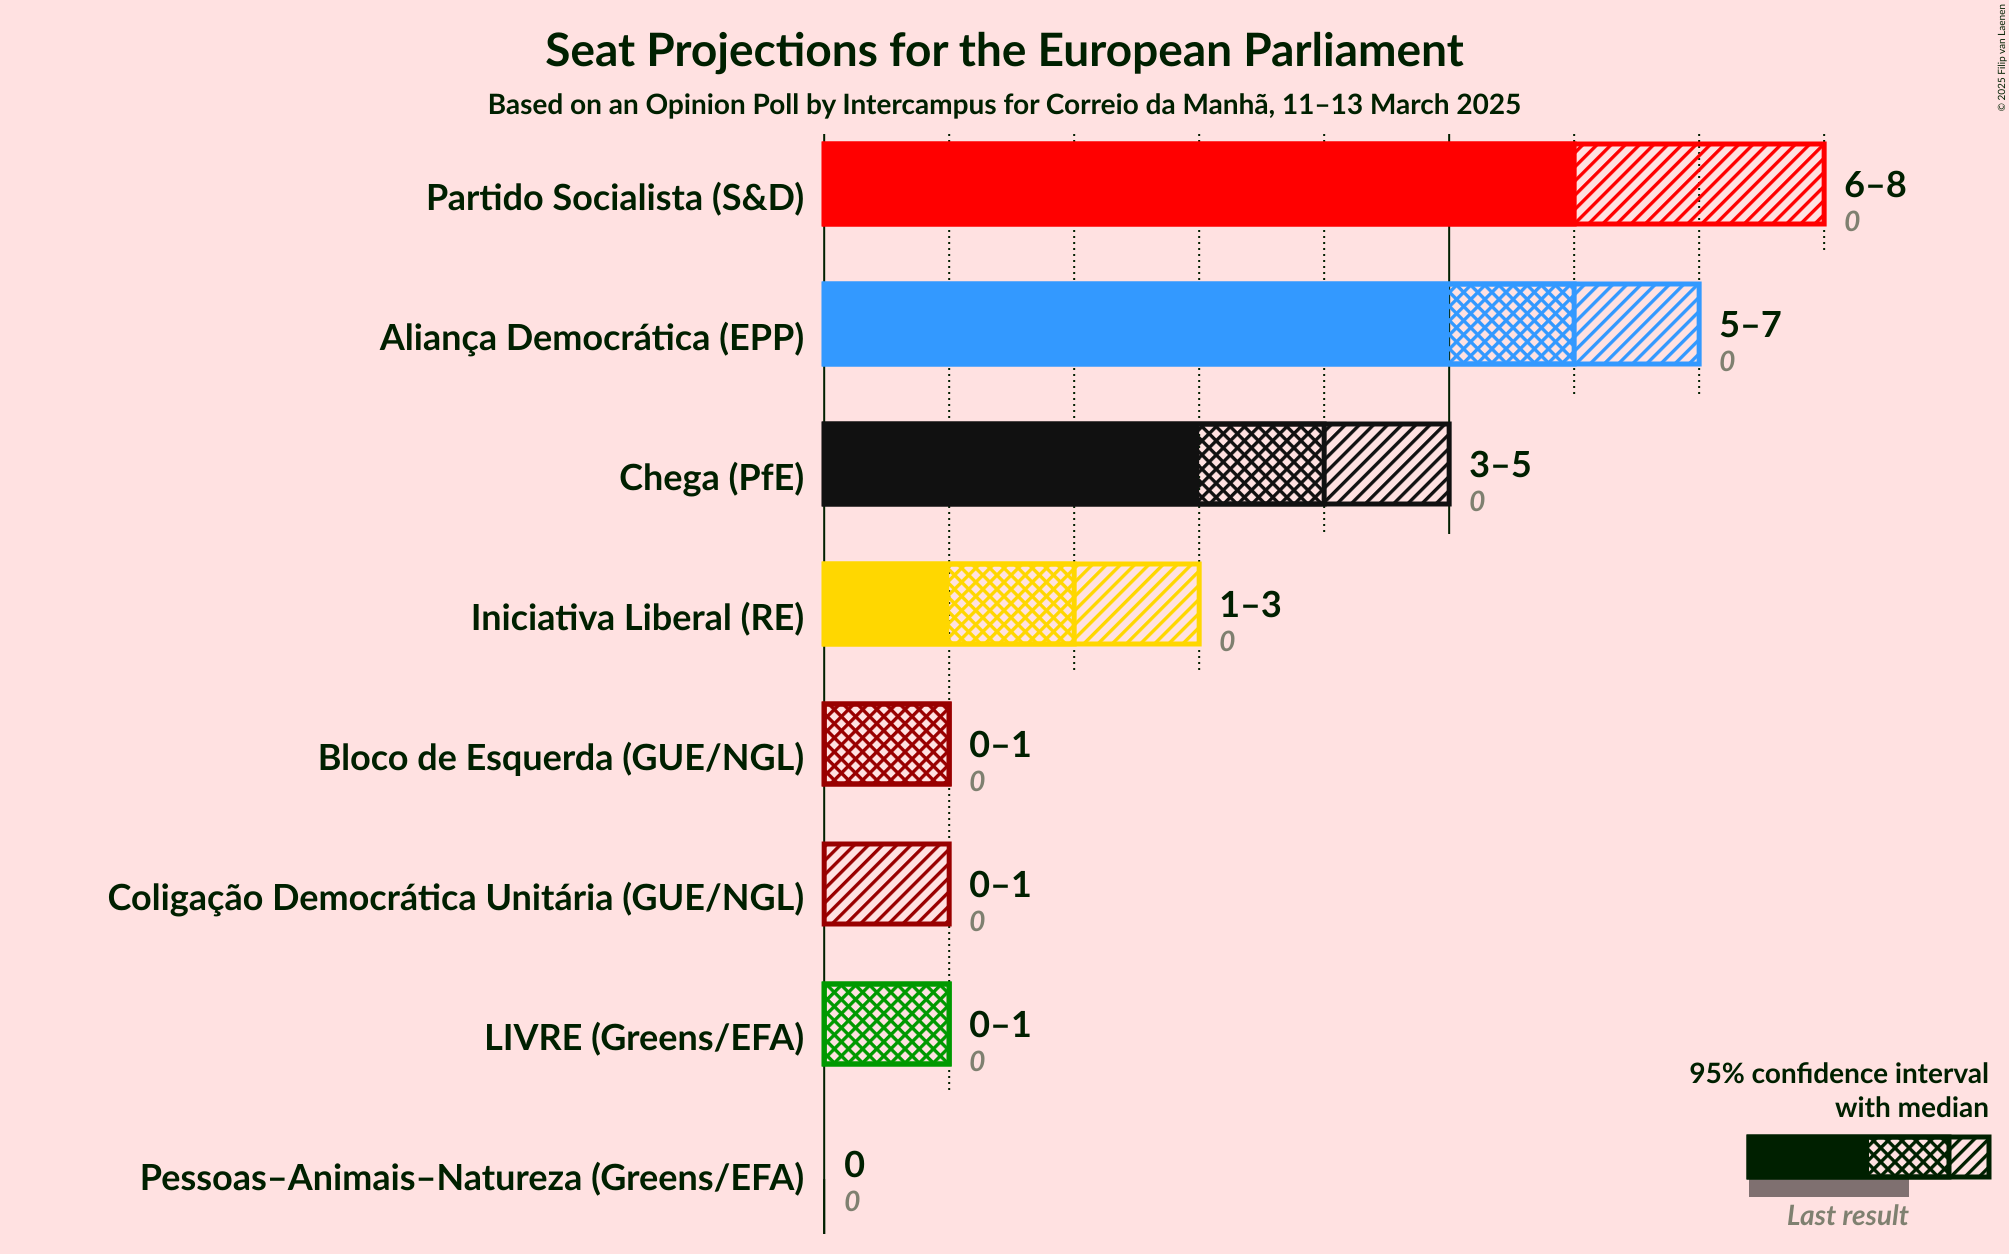 Seat Projections for the European Parliament
Based on an Opinion Poll by Intercampus for Correio da Manhã, 11–13 March 2025
© 2025 Filip van Laenen
Partido Socialista (S&D)
6–8
0
Aliança Democrática (EPP)
5–7
0
Chega (PfE)
3–5
0
Iniciativa Liberal (RE)
1–3
0
Bloco de Esquerda (GUE/NGL)
0–1
0
Coligação Democrática Unitária (GUE/NGL)
0–1
0
LIVRE (Greens/EFA)
0–1
0
Pessoas–Animais–Natureza (Greens/EFA)
0
0
95% confidence interval
with median
Last result